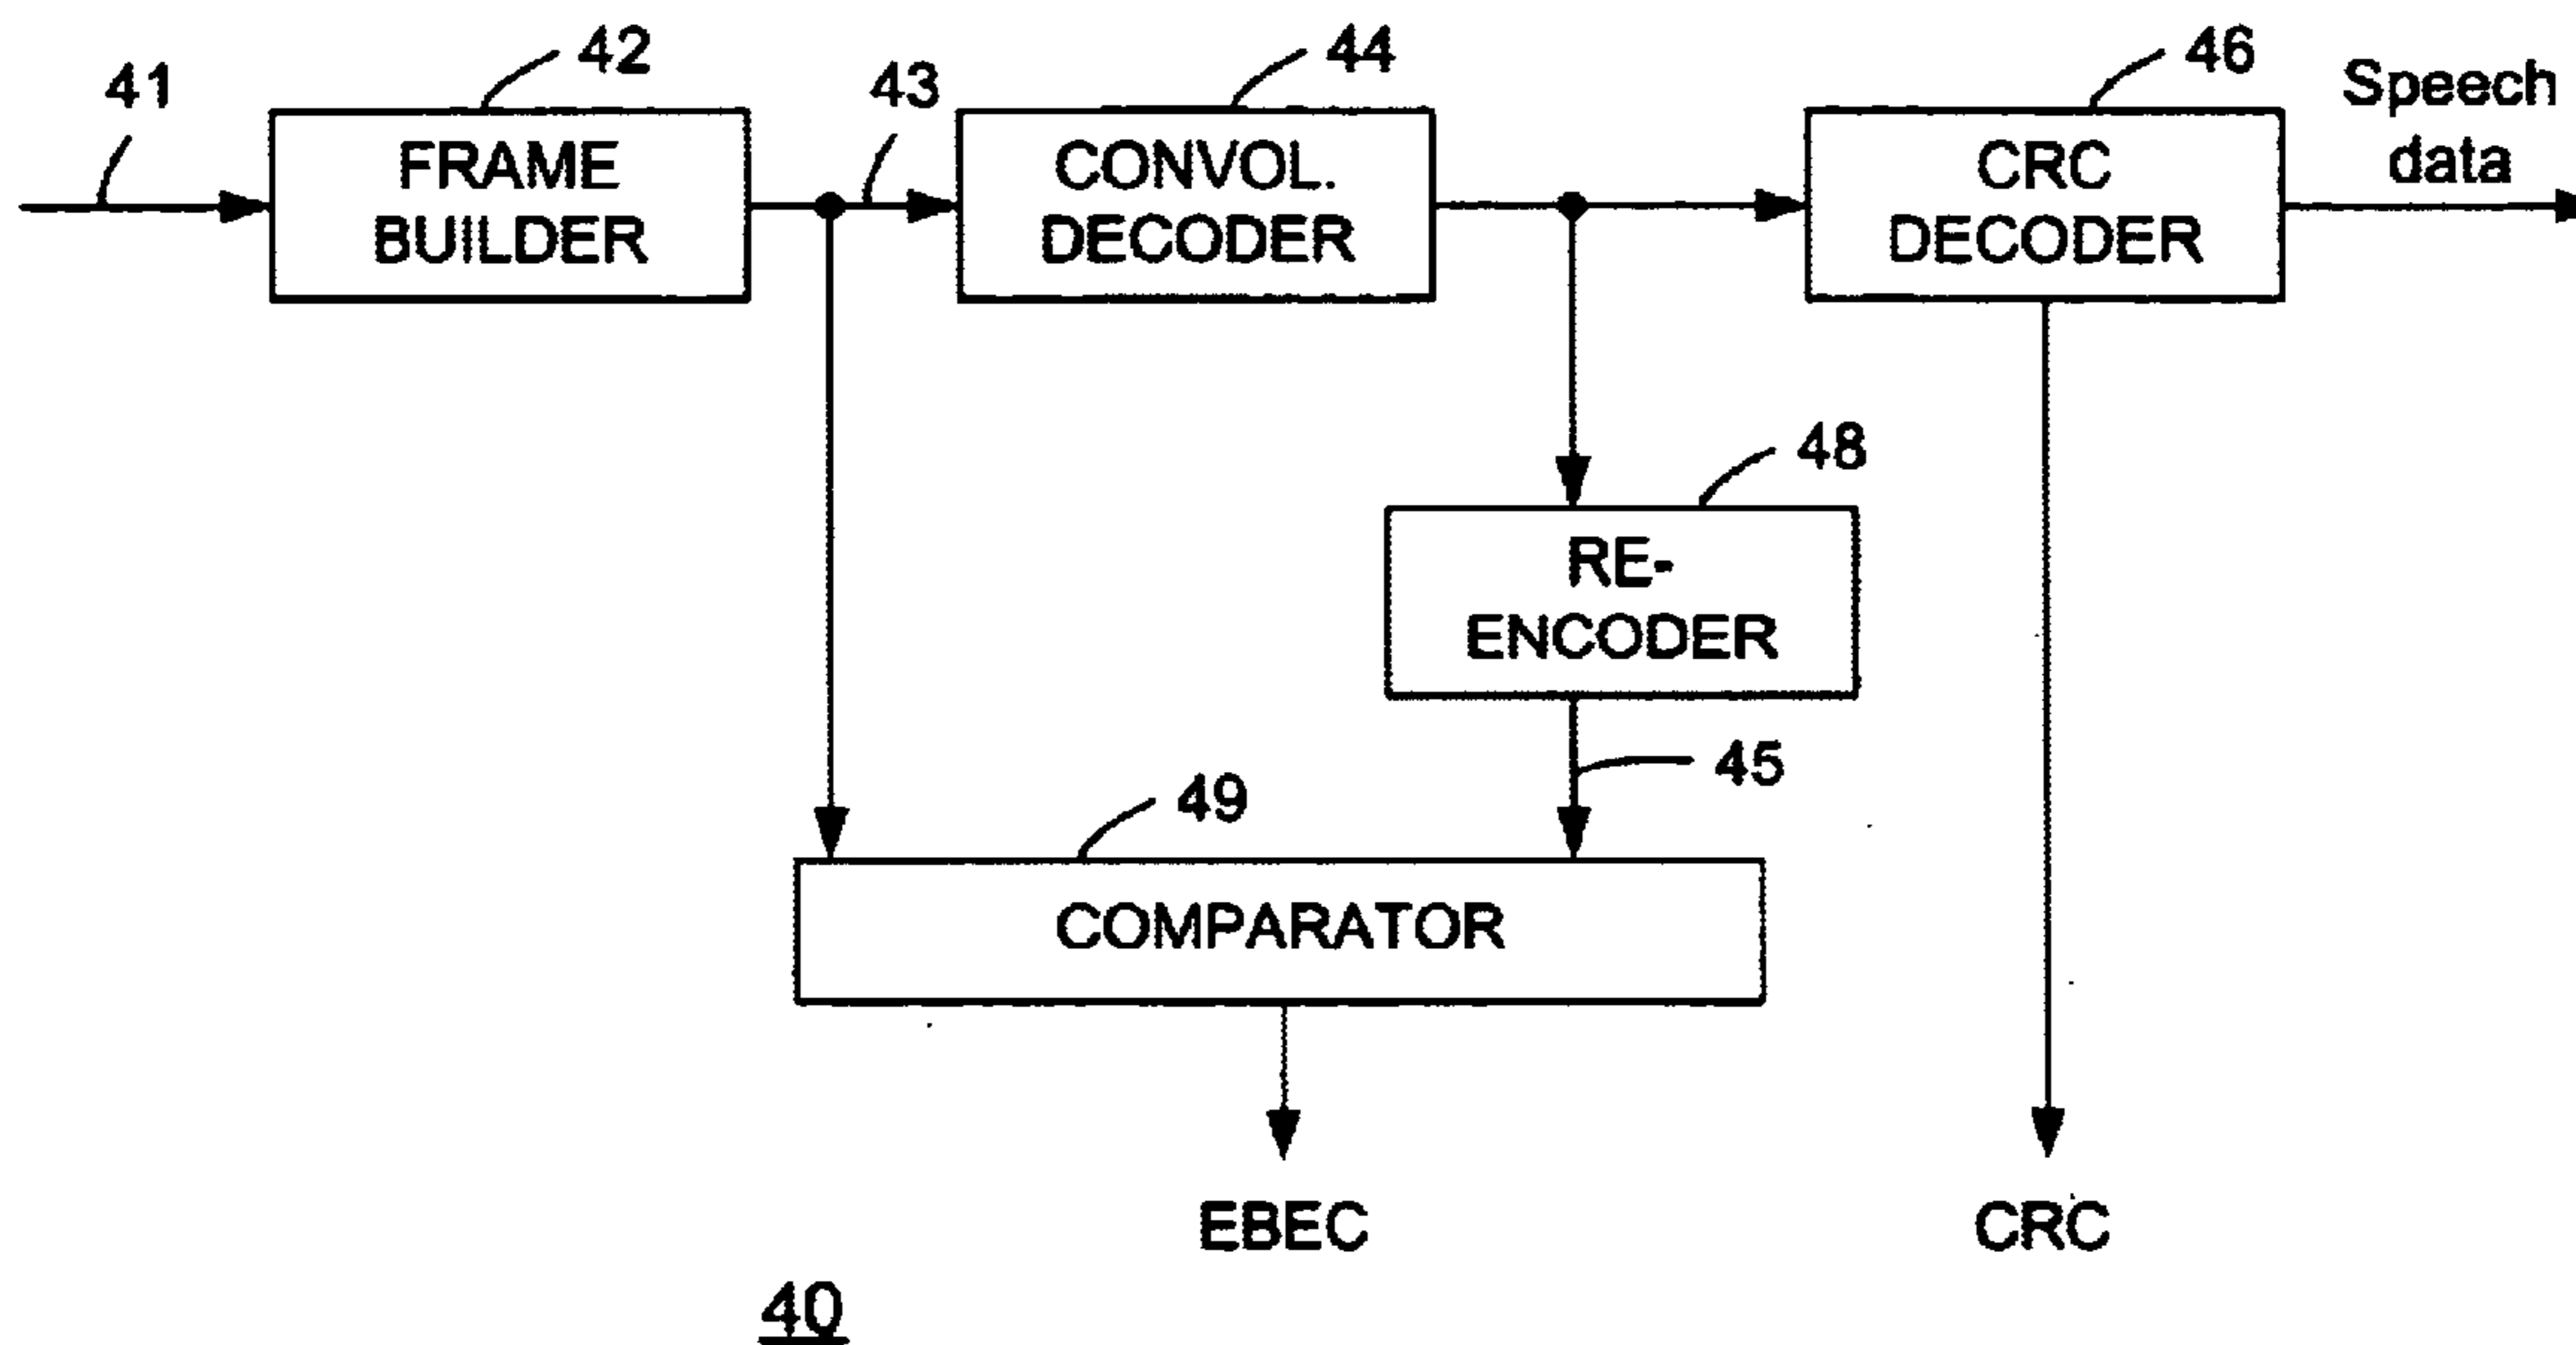 41
42
43
44
46
Speech
data
FRAME
BUILDER
CONVOL.
DECODER
CRC
DECODER
48
RE-
ENCODER
45
49
COMPARATOR
EBEC
CRC
40